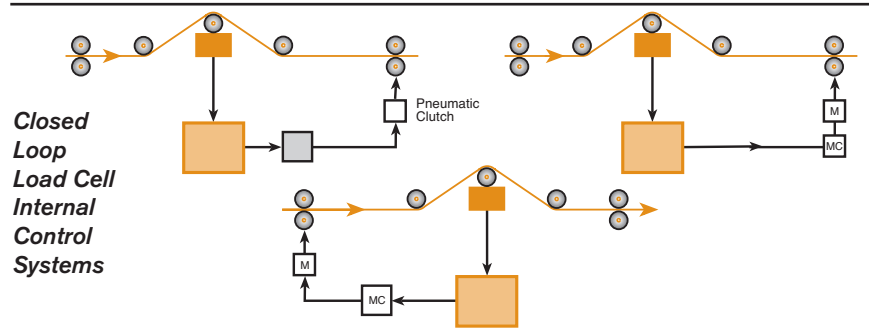 Pneumatic
Clutch
M
MC
Closed
Loop
Load Cell
Internal
Control
Systems
M
MC